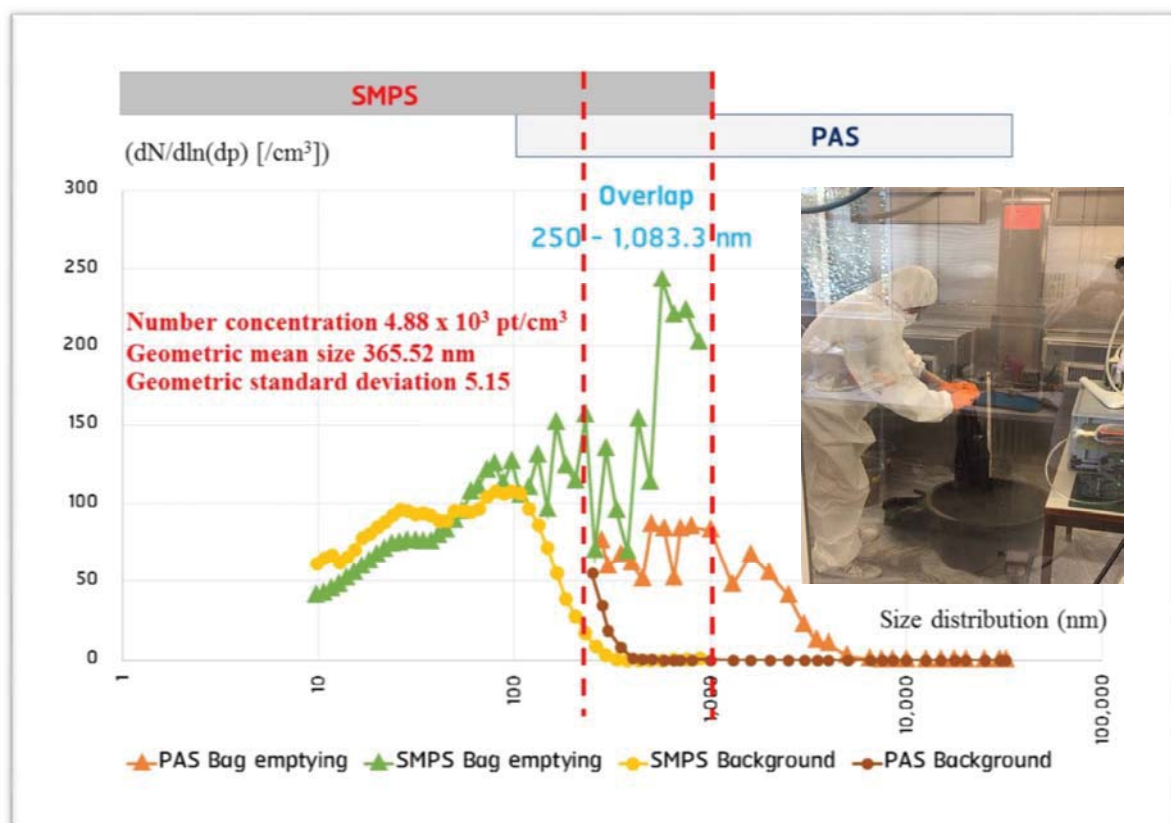 SMPS
PAS
(dN/dln(dp) [/cm³])
300
Overlap
250 – 1,083.3 nm
250
Number concentration 4.88 x 10³ pt/cm³
Geometric mean size 365.52 nm
Geometric standard deviation 5.15
200
150
100
50
Size distribution (nm)
0
1
10
100
1,000
10,000
100,000
PAS Bag emptying
SMPS Bag emptying
SMPS Background
PAS Background